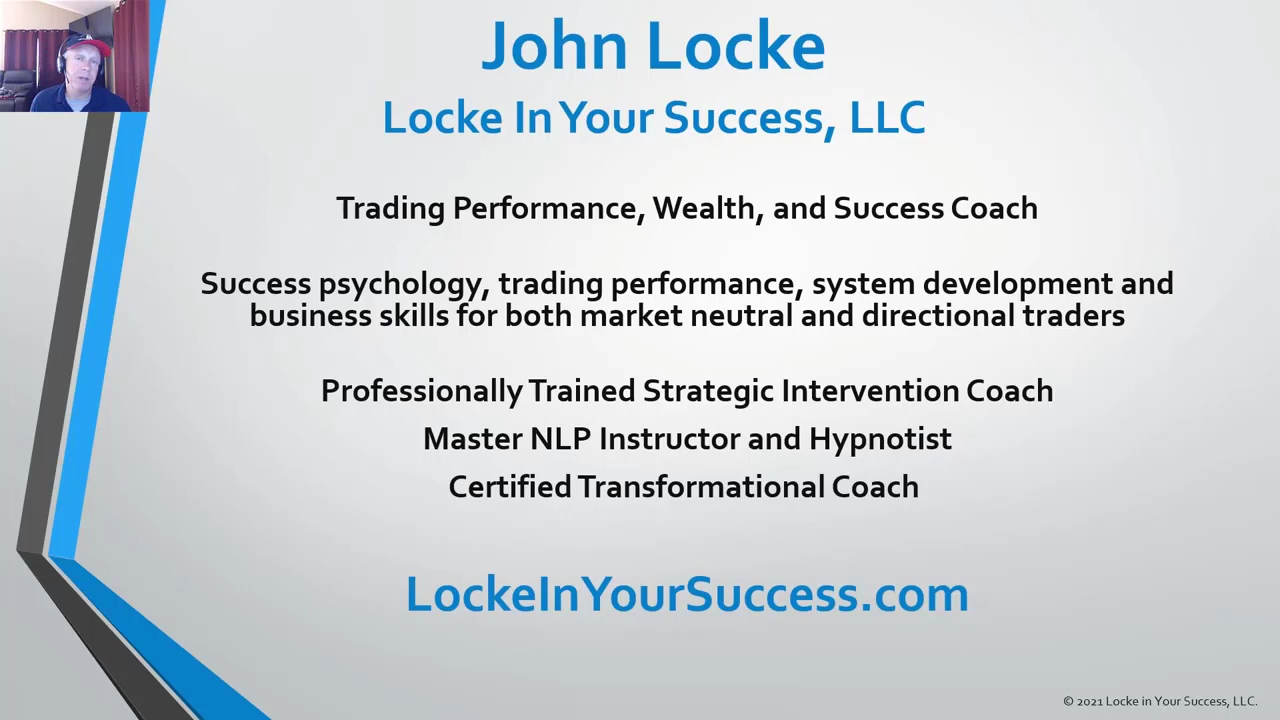 John Locke
Locke In Your Success, LLC
Trading Performance, Wealth, and Success Coach
Success psychology, trading performance, system development and
business skills for both market neutral and directional traders
Professionally Trained Strategic Intervention Coach
Master NLP Instructor and Hypnotist
Certified Transformational Coach
LockeInYourSuccess.com
© 2021 Locke in Your Success, LLC.